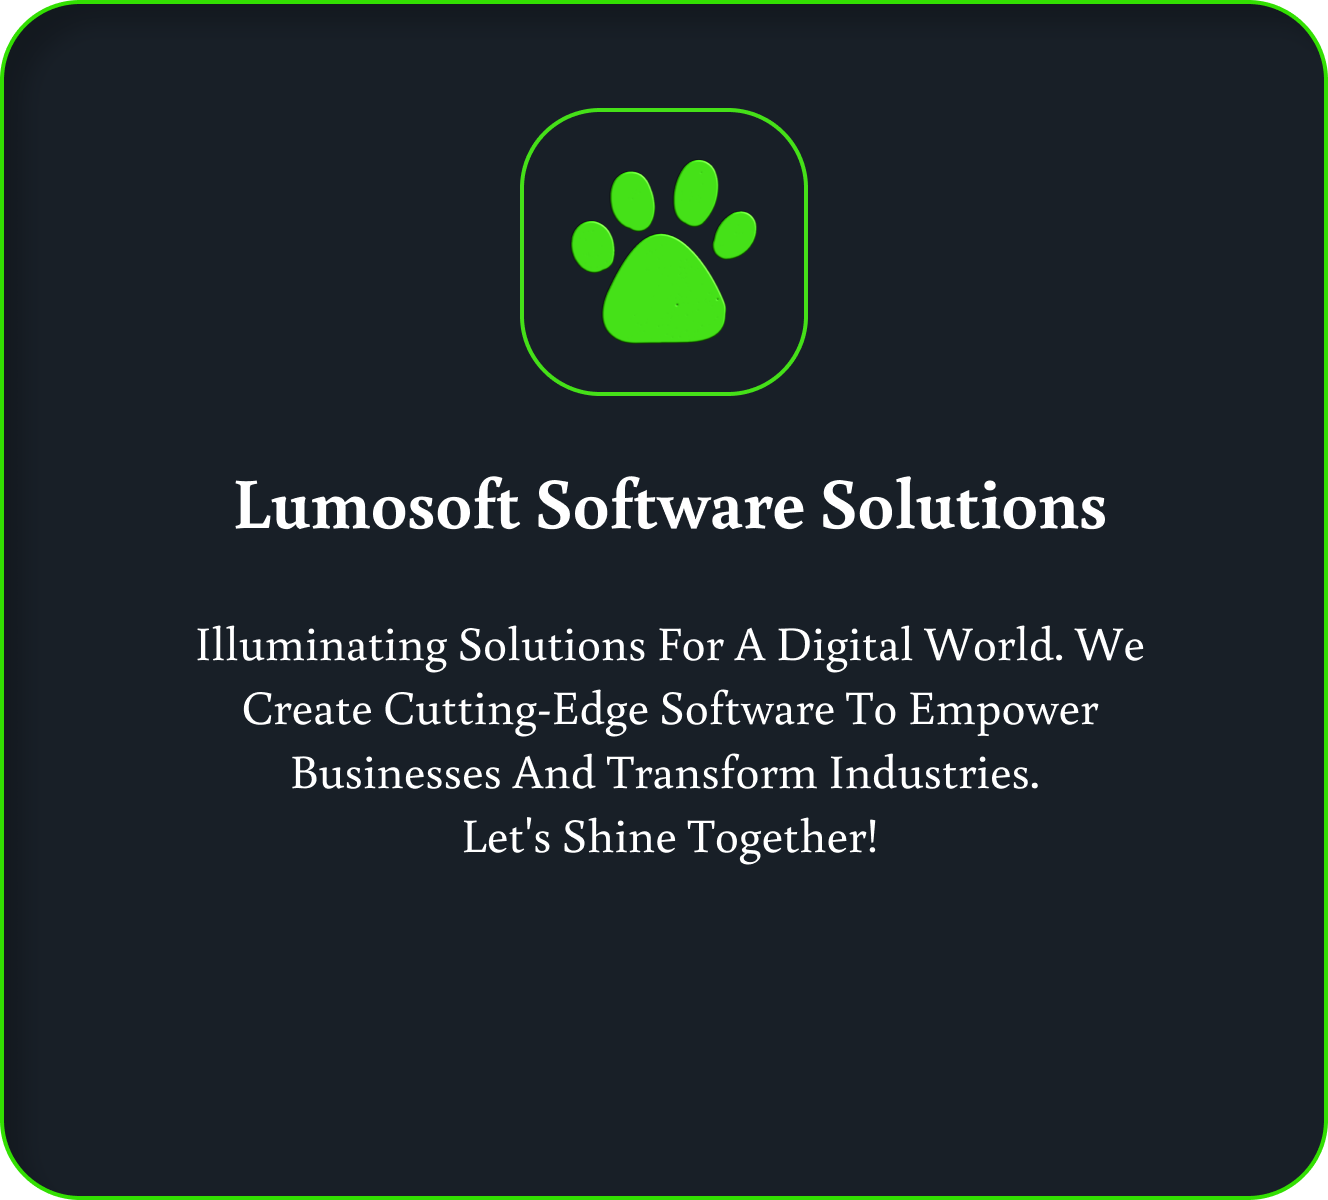 Lumosoft Software Solutions
Illuminating Solutions For A Digital World. We
Create Cutting-Edge Software To Empower
Businesses And Transform Industries.
Let's Shine Together!